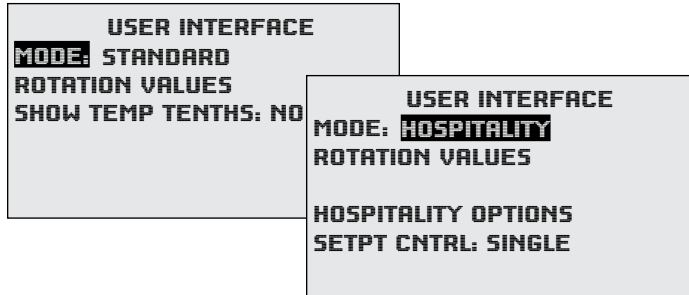 USER INTERFACE
MODE: STANDARD
ROTATION VALUES
SHOW TEMP TENTHS: NO
USER INTERFACE
MODE: HOSPITALITY
ROTATION VALUES
HOSPITALITY OPTIONS
SETPT CNTRL: SINGLE